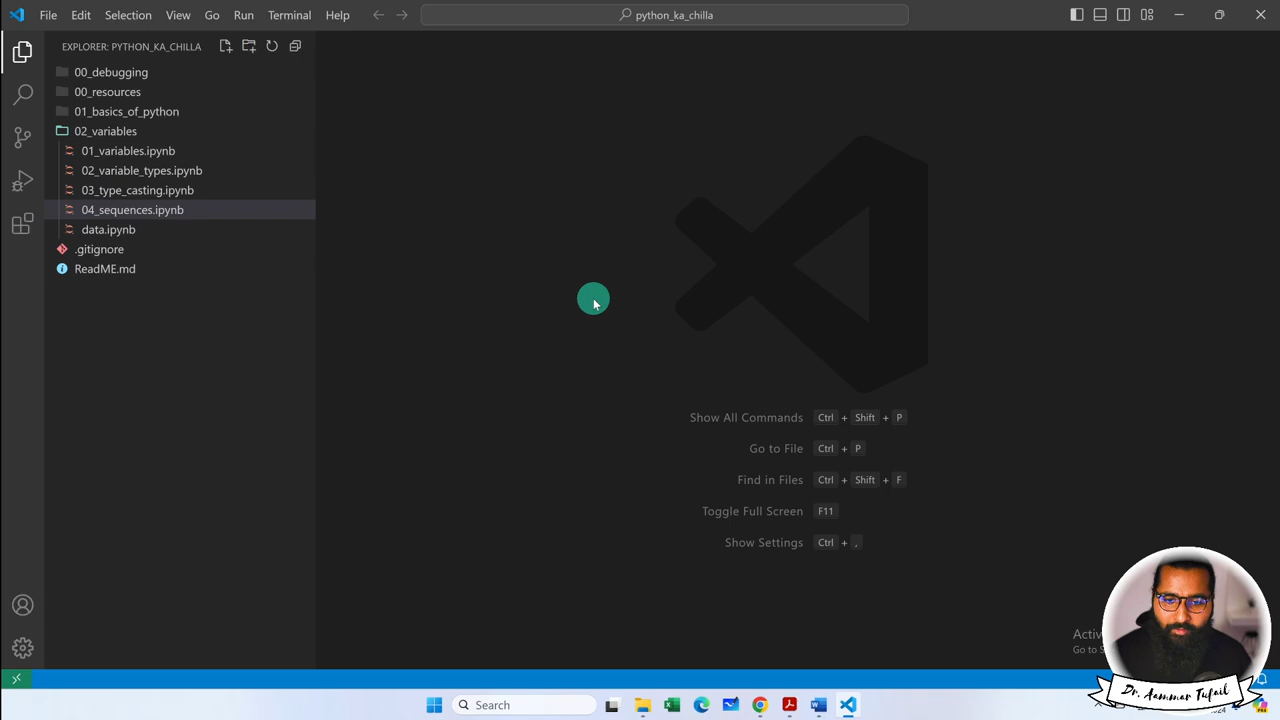 File Edit Selection View Go Run Terminal Help
python_ka_chilla
EXPLORER: PYTHON_KA_CHILLA
00_debugging
00_resources
01_basics_of_python
02_variables
01_variables.ipynb
02_variable_types.ipynb
03_type_casting.ipynb
04_sequences.ipynb
data.ipynb
.gitignore
ReadME.md
Show All Commands Ctrl + Shift + P
Go to File Ctrl + P
Find in Files Ctrl + Shift + F
Toggle Full Screen F11
Show Settings Ctrl + ,
Go to
Dr. Aammar Tufail
Search